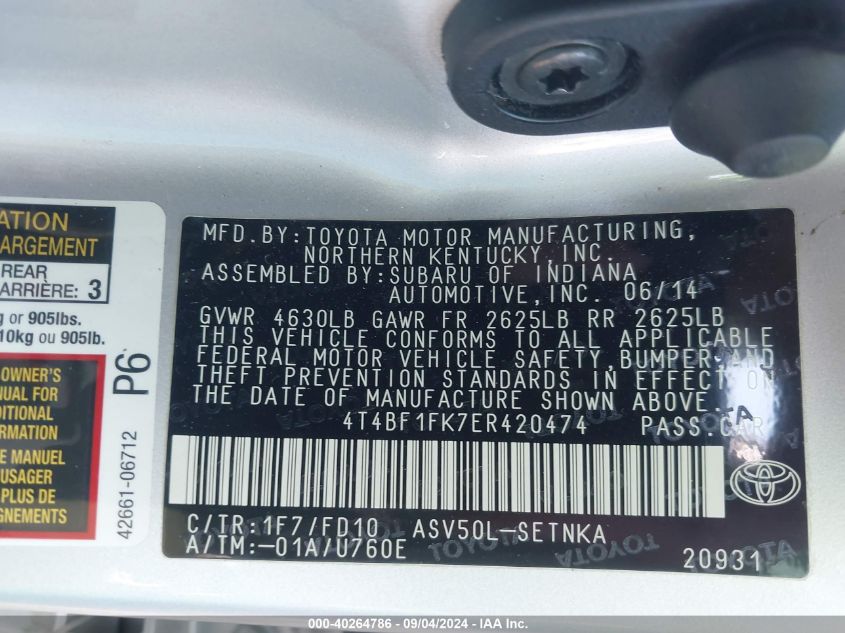 ATION
ARGEMENT
REAR
ARRIÈRE: 3
g or 905lbs.
10kg ou 905lb.
OWNER'S
ANUAL FOR
DITIONAL
ORMATION
E MANUEL
USAGER
PLUS DE
GNEMENTS
P6
42661-06712
MFD.BY:TOYOTA MOTOR MANUFACTURING,
NORTHERN KENTUCKY,INC.
ASSEMBLED BY:SUBARU OF INDIANA
AUTOMOTIVE,INC. 06/14
GVWR 4630LB GAWR FR 2625LB RR 2625LB
THIS VEHICLE CONFORMS TO ALL APPLICABLE
FEDERAL MOTOR VEHICLE SAFETY,BUMPER,AND
THEFT PREVENTION STANDARDS IN EFFECT ON
THE DATE OF MANUFACTURE SHOWN ABOVE.
4T4BF1FK7ER420474 PASS.CAR
C/TR:1F7/FD10 ASV50L-SETNKA
A/TM:-01A/U760E 20931
000-40264786 - 09/04/2024 - © IAA, LLC